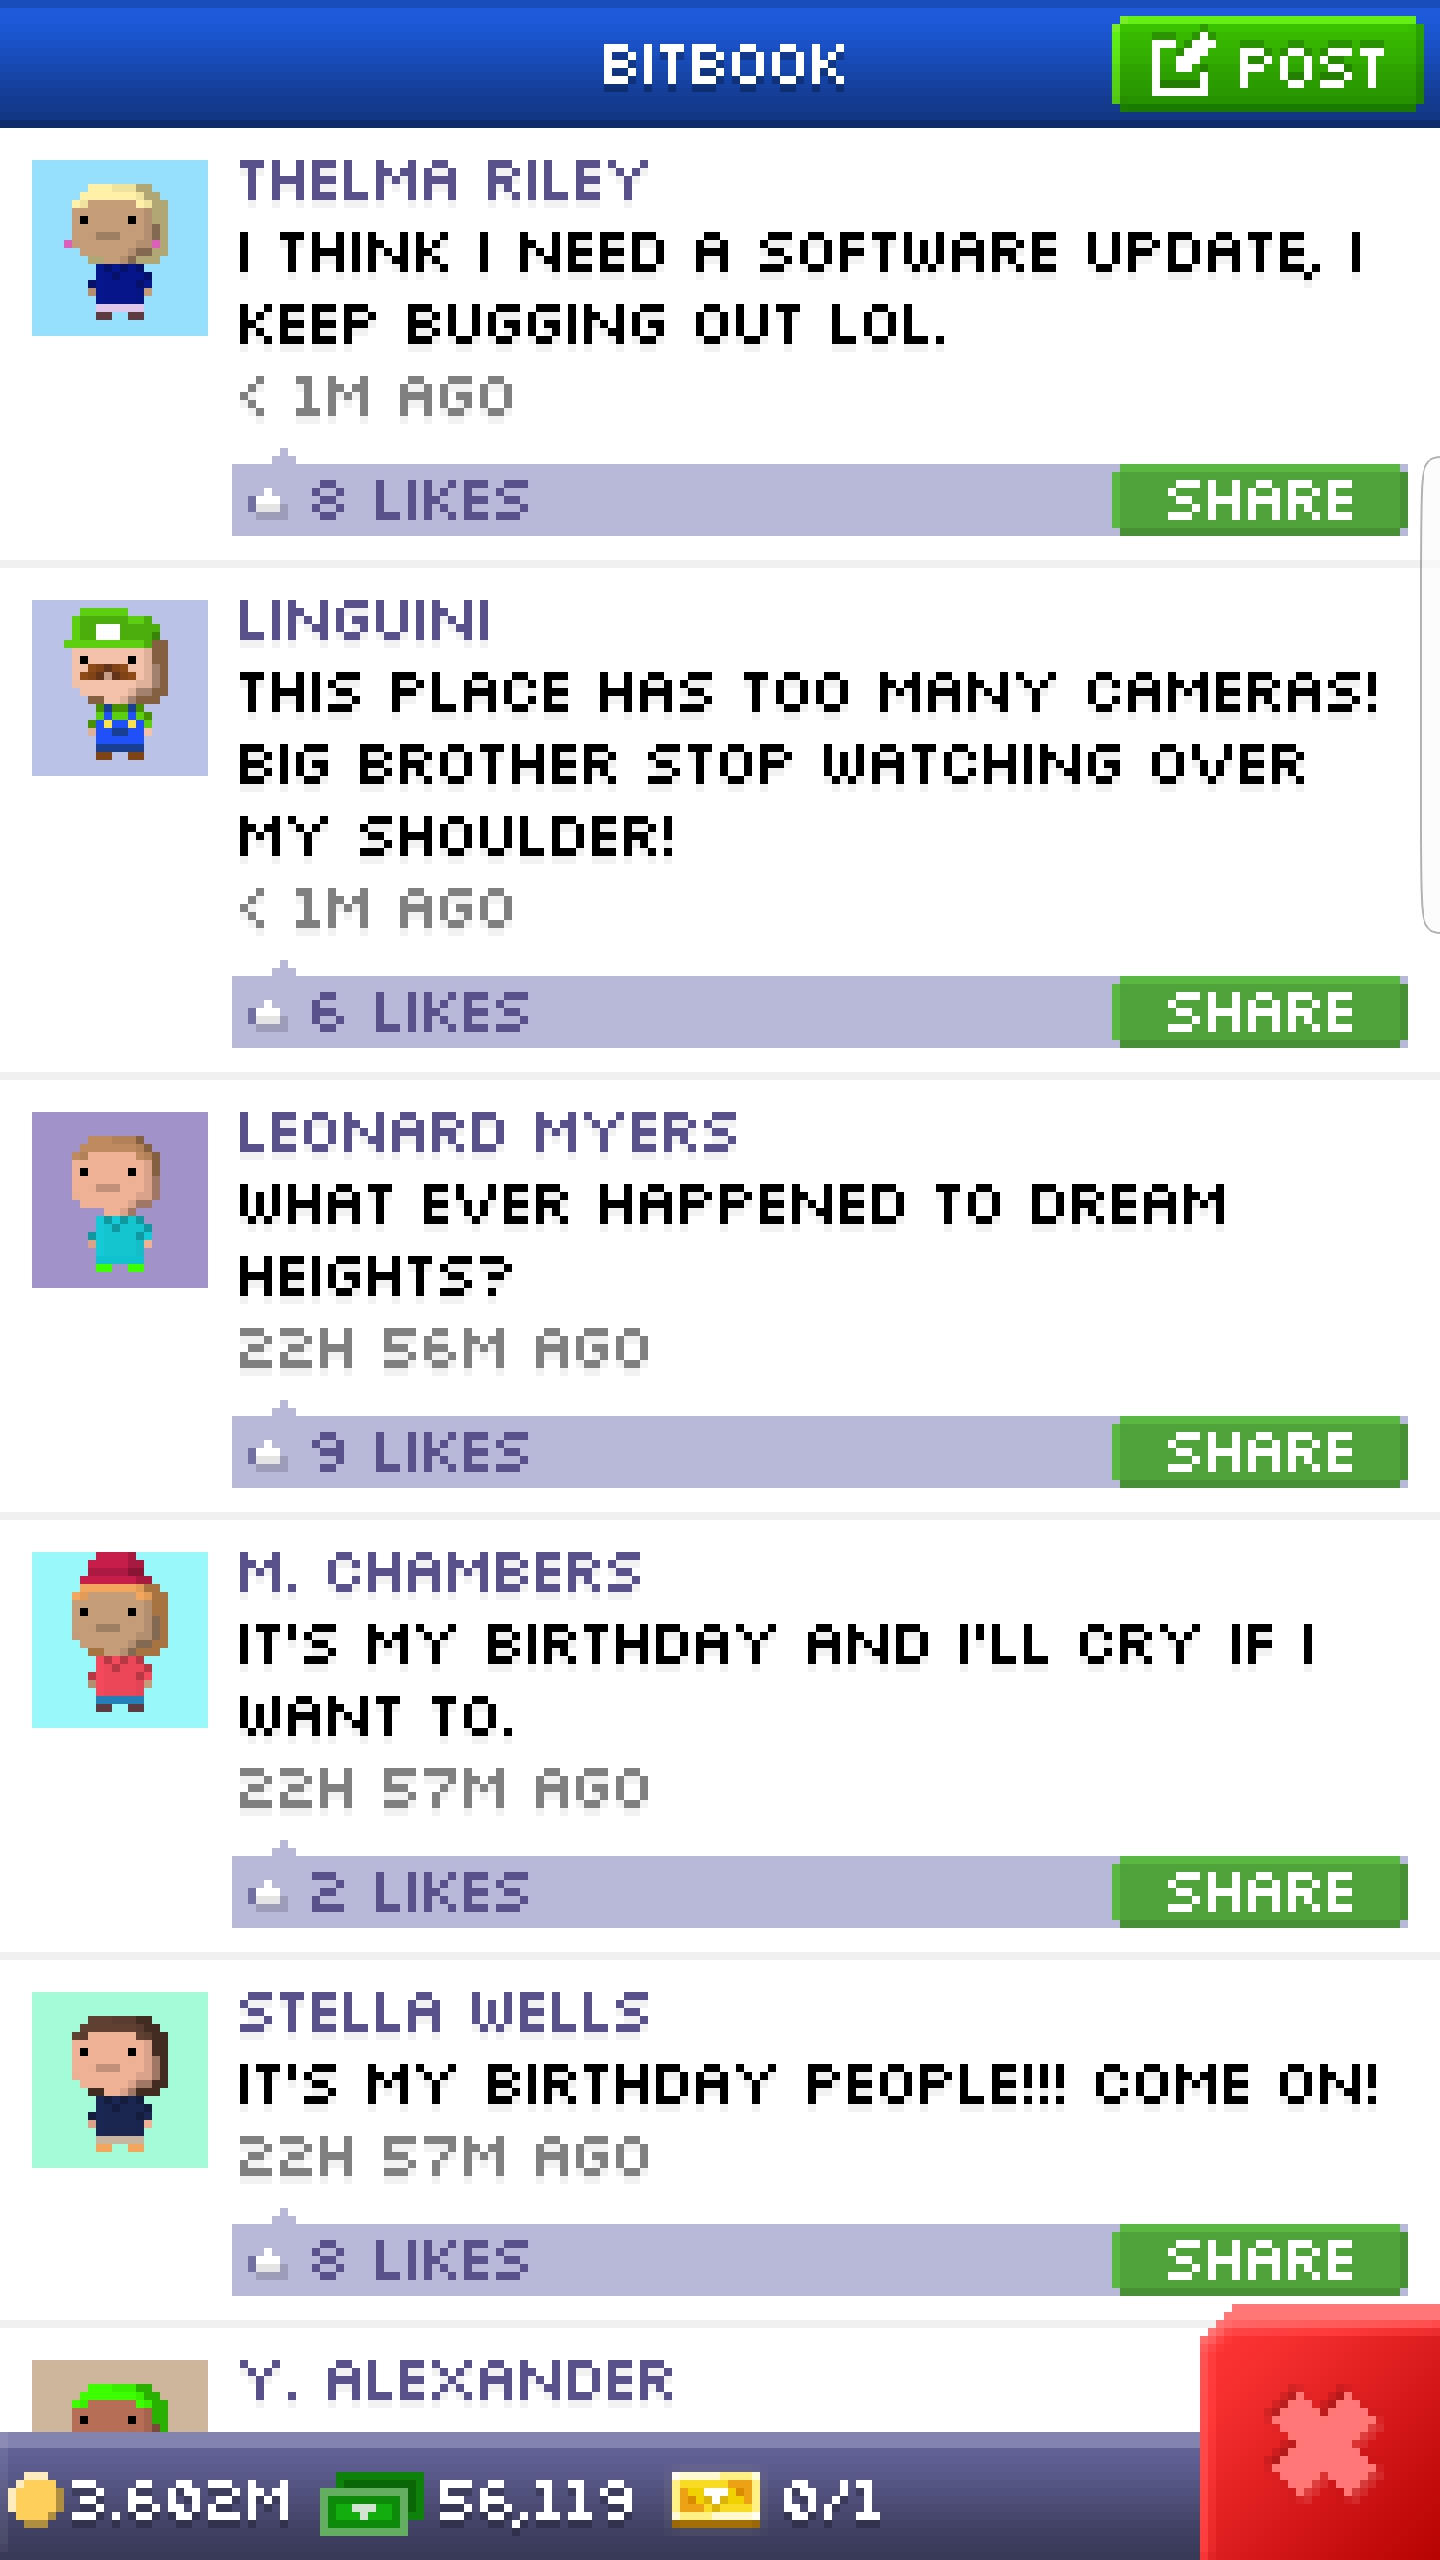 BITBOOK
POST
THELMA RILEY
I THINK I NEED A SOFTWARE UPDATE, I
KEEP BUGGING OUT LOL.
< 1M AGO
8 LIKES
SHARE
LINGUINI
THIS PLACE HAS TOO MANY CAMERAS!
BIG BROTHER STOP WATCHING OVER
MY SHOULDER!
< 1M AGO
6 LIKES
SHARE
LEONARD MYERS
WHAT EVER HAPPENED TO DREAM
HEIGHTS?
22H 56M AGO
9 LIKES
SHARE
M. CHAMBERS
IT'S MY BIRTHDAY AND I'LL CRY IF I
WANT TO.
22H 57M AGO
2 LIKES
SHARE
STELLA WELLS
IT'S MY BIRTHDAY PEOPLE!!! COME ON!
22H 57M AGO
8 LIKES
SHARE
Y. ALEXANDER
3.602M 56,119 0/1